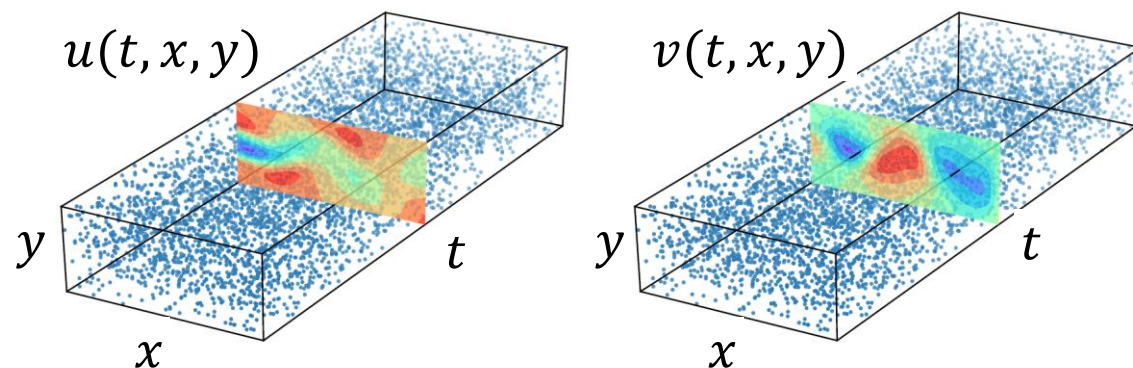 u(t, x, y)
v(t, x, y)
y
t
x
y
t
x